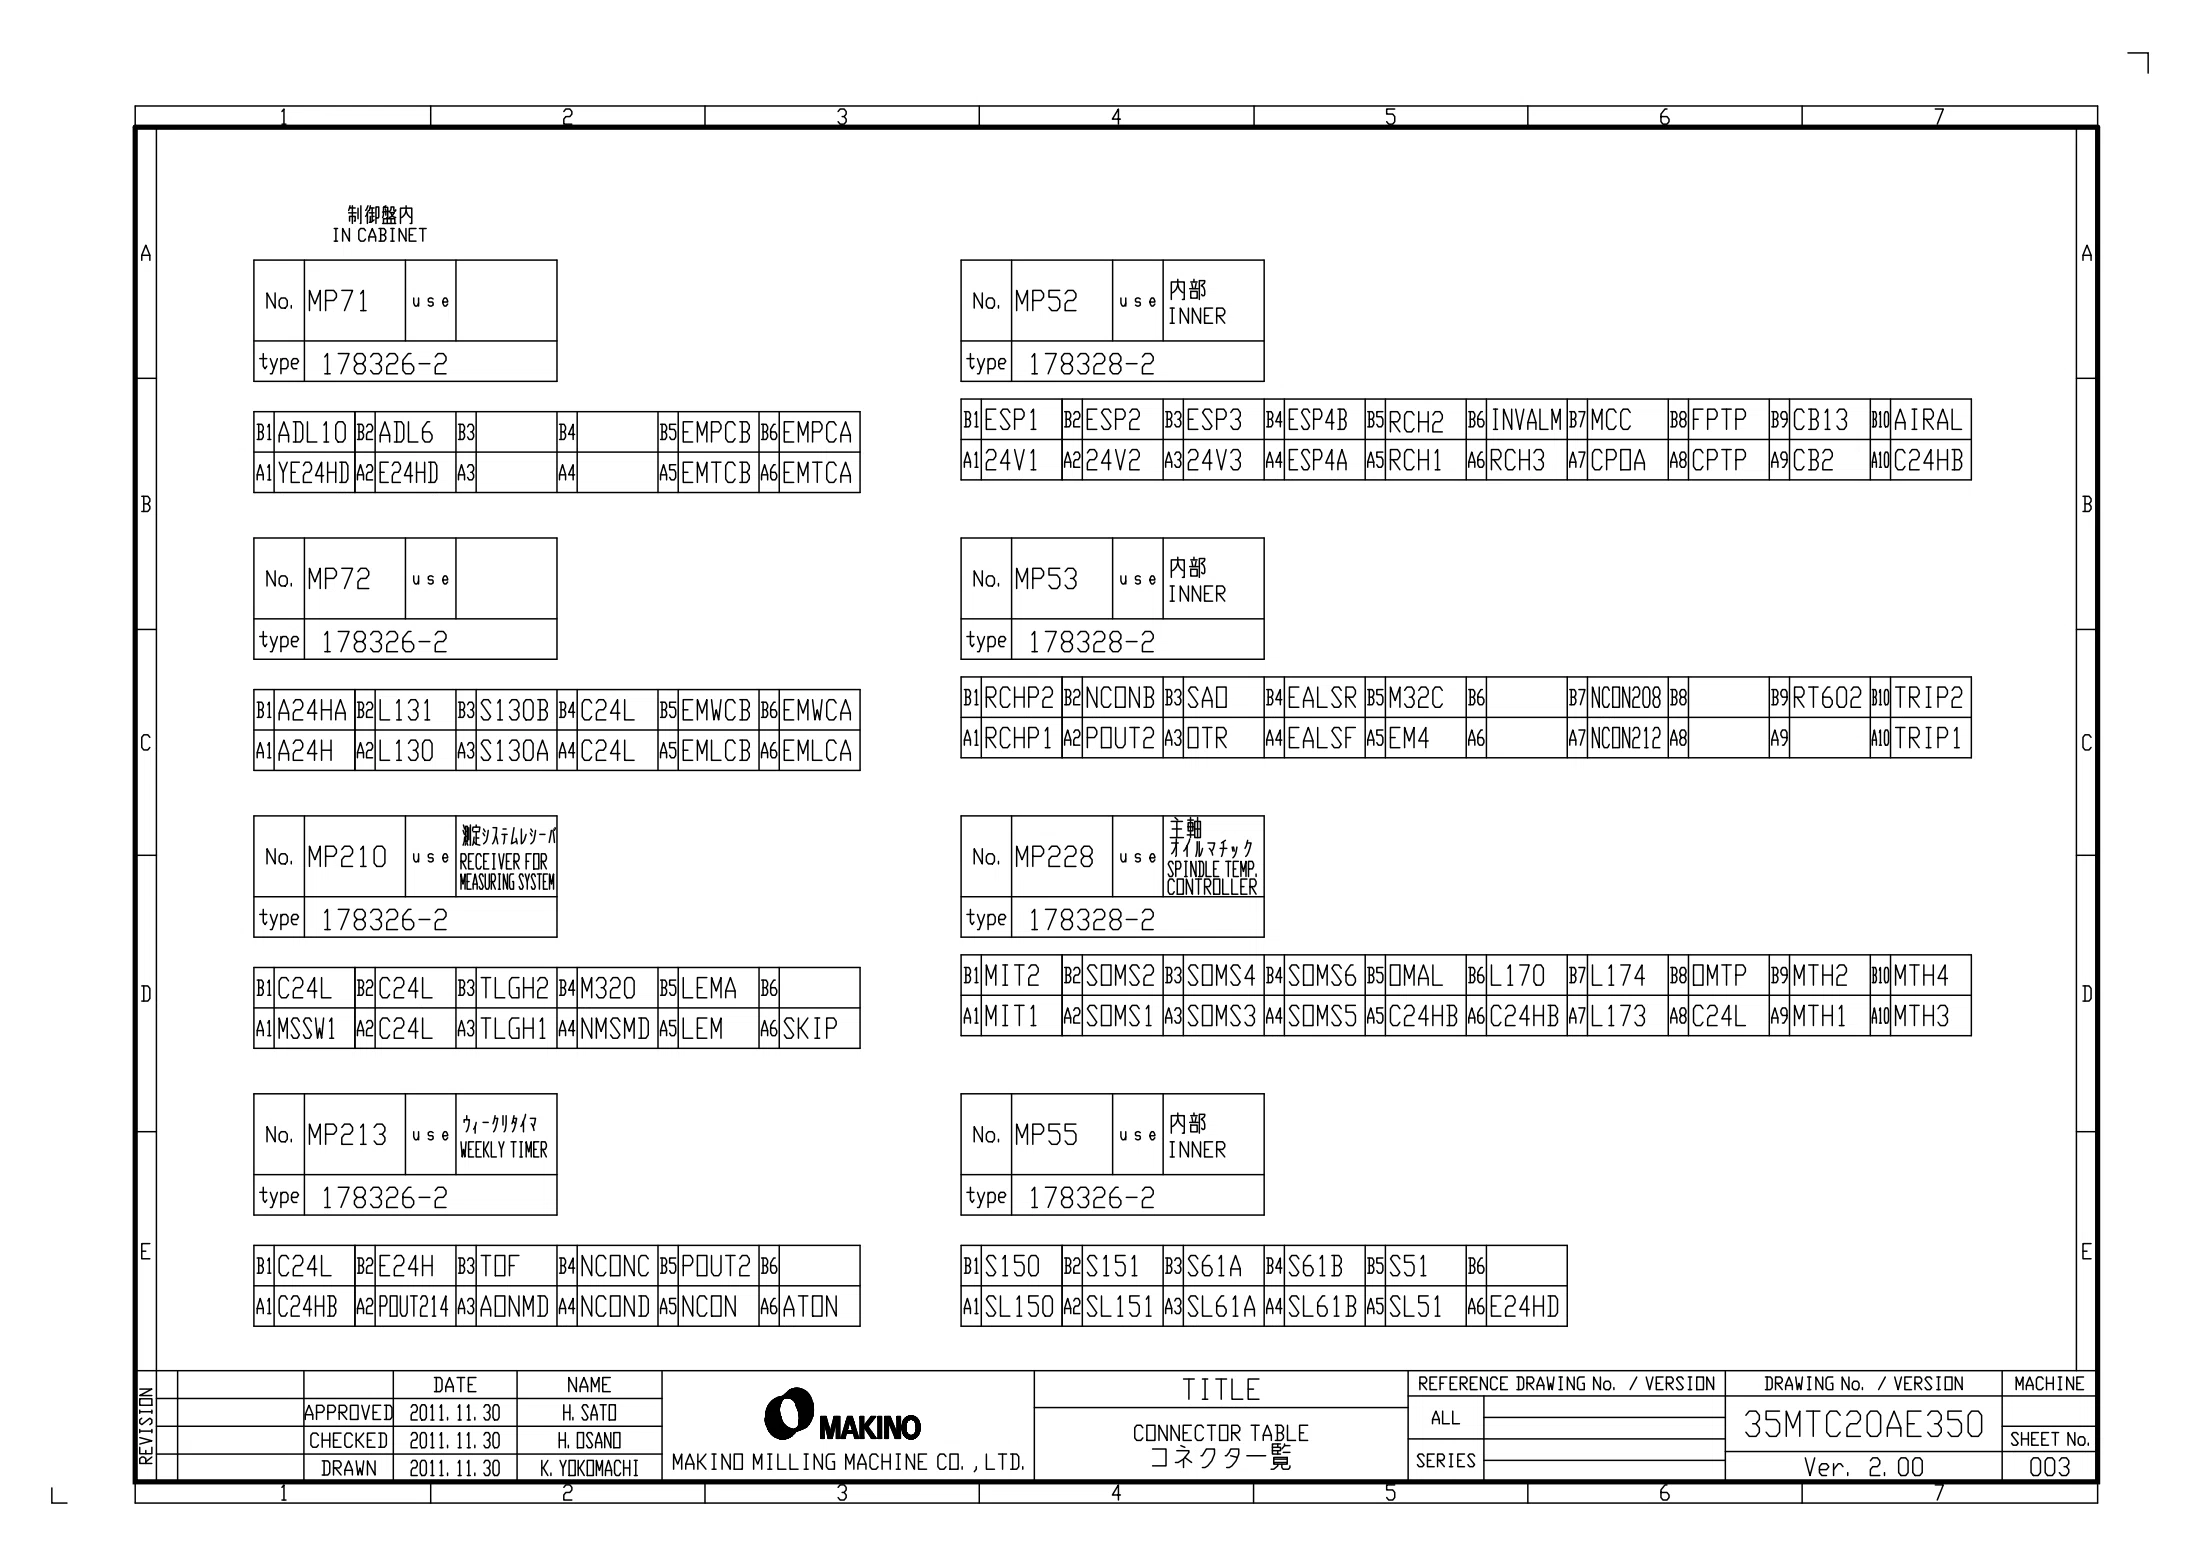 1 2 3 4 5 6 7
制御盤内
IN CABINET
A A
No. MP71 use
type 178326-2
B1 ADL10 B2 ADL6 B3 B4 B5 EMPCB B6 EMPCA
A1 YE24HD A2 E24HD A3 A4 A5 EMTCB A6 EMTCA
No. MP52 use 内部
INNER
type 178328-2
B1 ESP1 B2 ESP2 B3 ESP3 B4 ESP4B B5 RCH2 B6 INVALM B7 MCC B8 FPTP B9 CB13 B10 AIRAL
A1 24V1 A2 24V2 A3 24V3 A4 ESP4A A5 RCH1 A6 RCH3 A7 CPOA A8 CPTP A9 CB2 A10 C24HB
B B
No. MP72 use
type 178326-2
B1 A24HA B2 L131 B3 S130B B4 C24L B5 EMWCB B6 EMWCA
A1 A24H A2 L130 A3 S130A A4 C24L A5 EMLCB A6 EMLCA
No. MP53 use 内部
INNER
type 178328-2
B1 RCHP2 B2 NCONB B3 SAO B4 EALSR B5 M32C B6 B7 NCON208 B8 B9 RT602 B10 TRIP2
A1 RCHP1 A2 POUT2 A3 OTR A4 EALSF A5 EM4 A6 A7 NCON212 A8 A9 A10 TRIP1
C C
No. MP210 use 測定システムレシーバ
RECEIVER FOR
MEASURING SYSTEM
type 178326-2
B1 C24L B2 C24L B3 TLGH2 B4 M320 B5 LEMA B6
A1 MSSW1 A2 C24L A3 TLGH1 A4 NMSMD A5 LEM A6 SKIP
No. MP228 use 主軸
オイルマチック
SPINDLE TEMP.
CONTROLLER
type 178328-2
B1 MIT2 B2 SOMS2 B3 SOMS4 B4 SOMS6 B5 OMAL B6 L170 B7 L174 B8 OMTP B9 MTH2 B10 MTH4
A1 MIT1 A2 SOMS1 A3 SOMS3 A4 SOMS5 A5 C24HB A6 C24HB A7 L173 A8 C24L A9 MTH1 A10 MTH3
D D
No. MP213 use ウィークリタイマ
WEEKLY TIMER
type 178326-2
B1 C24L B2 E24H B3 TOF B4 NCONC B5 POUT2 B6
A1 C24HB A2 POUT214 A3 AONMD A4 NCOND A5 NCON A6 ATON
No. MP55 use 内部
INNER
type 178326-2
B1 S150 B2 S151 B3 S61A B4 S61B B5 S51 B6
A1 SL150 A2 SL151 A3 SL61A A4 SL61B A5 SL51 A6 E24HD
E E
REVISION
DATE NAME
APPROVED 2011.11.30 H. SATO
CHECKED 2011.11.30 H. OSANO
DRAWN 2011.11.30 K. YOKOMACHI
MAKINO
MAKINO MILLING MACHINE CO.,LTD.
TITLE
CONNECTOR TABLE
コネクター覧
REFERENCE DRAWING No. / VERSION
ALL
SERIES
DRAWING No. / VERSION
35MTC20AE350
Ver. 2.00
MACHINE
SHEET No.
003
1 2 3 4 5 6 7